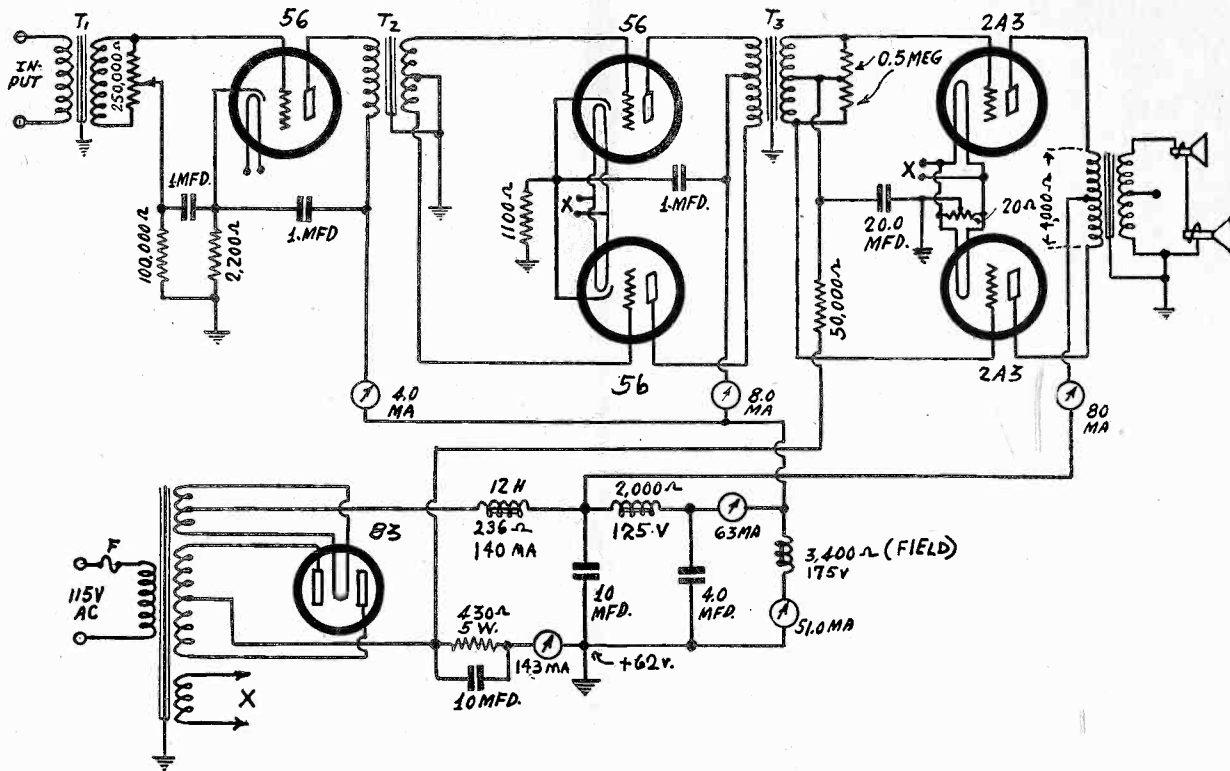 T1
56
T2
56
T3
2A3
IN-
PUT
250,000Ω
0.5 MEG
X
1MFD.
1.MFD
100,000Ω
2,200Ω
1100Ω
X
1MFD.
20.0
MFD.
20Ω
4,000Ω
50,000Ω
56
2A3
4.0
MA
8.0
MA
80
MA
12 H
236Ω
140 MA
2,000Ω
125.V
63MA
83
F
115V
AC
3,400Ω (FIELD)
175V
10
MFD.
4.0
MFD.
51.0MA
430Ω
5 W.
143MA
+62V.
10MFD.
X